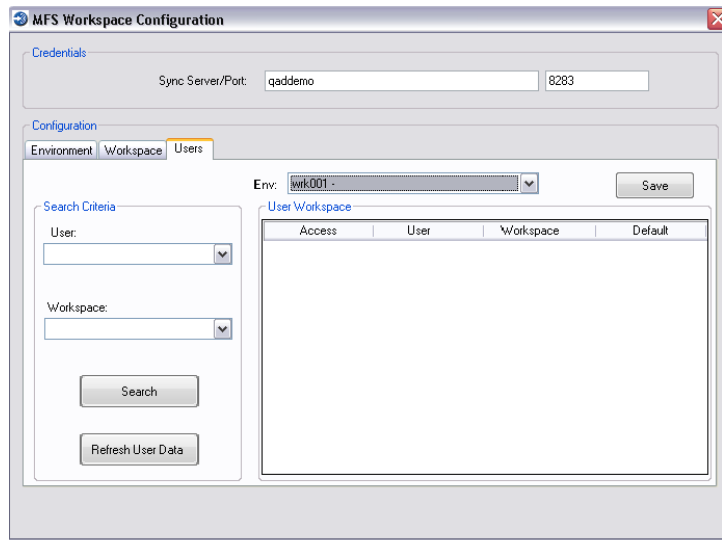 MFS Workspace Configuration
Credentials
Sync Server/Port: qaddemo 8283
Configuration
Environment Workspace Users
Env: wrk001 - Save
Search Criteria
User Workspace
User:
Access User Workspace Default
Workspace:
Search
Refresh User Data